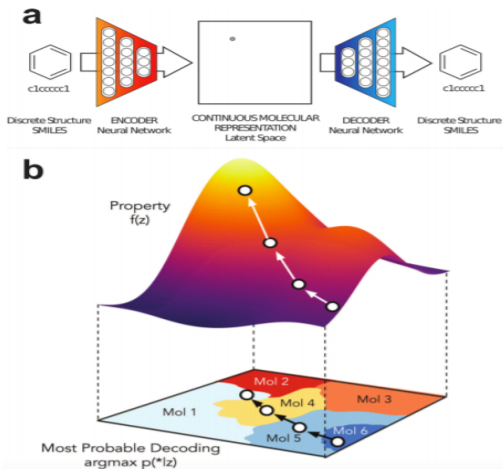 a
c1ccccc1
c1ccccc1
Discrete Structure
SMILES
ENCODER
Neural Network
CONTINUOUS MOLECULAR
REPRESENTATION
Latent Space
DECODER
Neural Network
Discrete Structure
SMILES
b
Property
f(z)
Mol 2
Mol 3
Mol 1
Mol 4
Mol 5
Mol 6
Most Probable Decoding
argmax p(*|z)